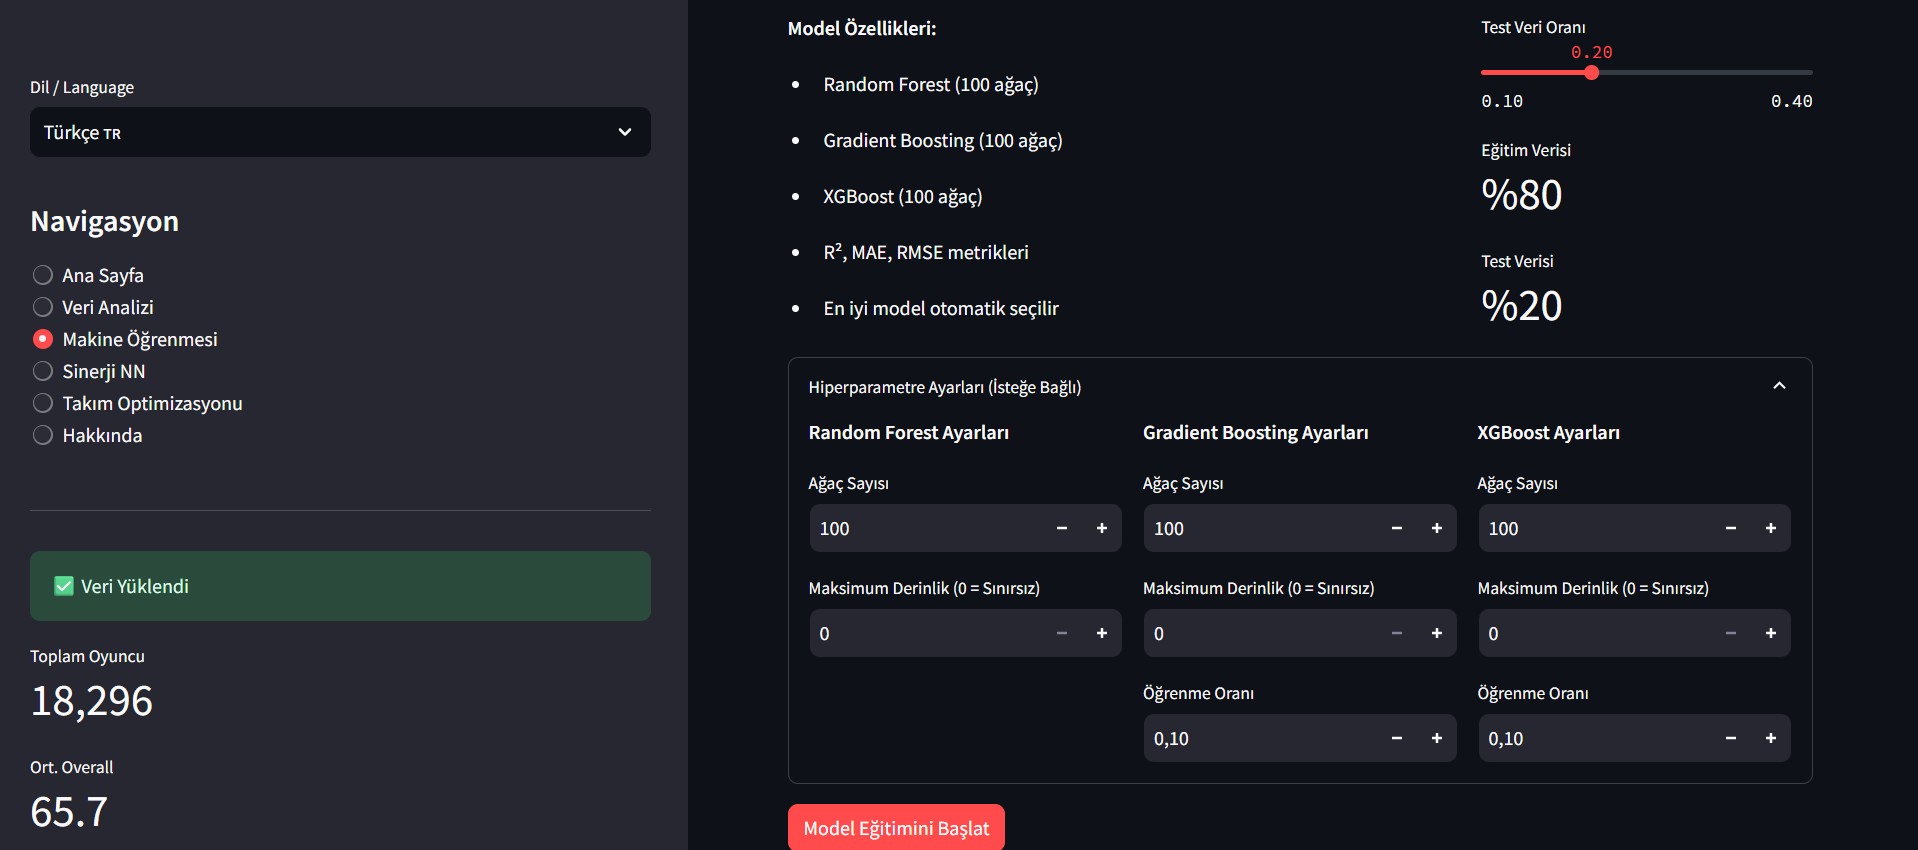 Dil / Language
Türkçe TR
Navigasyon
Ana Sayfa
Veri Analizi
Makine Öğrenmesi
Sinerji NN
Takım Optimizasyonu
Hakkında
✅ Veri Yüklendi
Toplam Oyuncu
18,296
Ort. Overall
65.7
Model Özellikleri:
• Random Forest (100 ağaç)
• Gradient Boosting (100 ağaç)
• XGBoost (100 ağaç)
• R², MAE, RMSE metrikleri
• En iyi model otomatik seçilir
Test Veri Oranı
0.20
0.10 0.40
Eğitim Verisi
%80
Test Verisi
%20
Hiperparametre Ayarları (İsteğe Bağlı)
Random Forest Ayarları
Ağaç Sayısı
100 − +
Maksimum Derinlik (0 = Sınırsız)
0 − +
Gradient Boosting Ayarları
Ağaç Sayısı
100 − +
Maksimum Derinlik (0 = Sınırsız)
0 − +
Öğrenme Oranı
0,10 − +
XGBoost Ayarları
Ağaç Sayısı
100 − +
Maksimum Derinlik (0 = Sınırsız)
0 − +
Öğrenme Oranı
0,10 − +
Model Eğitimini Başlat